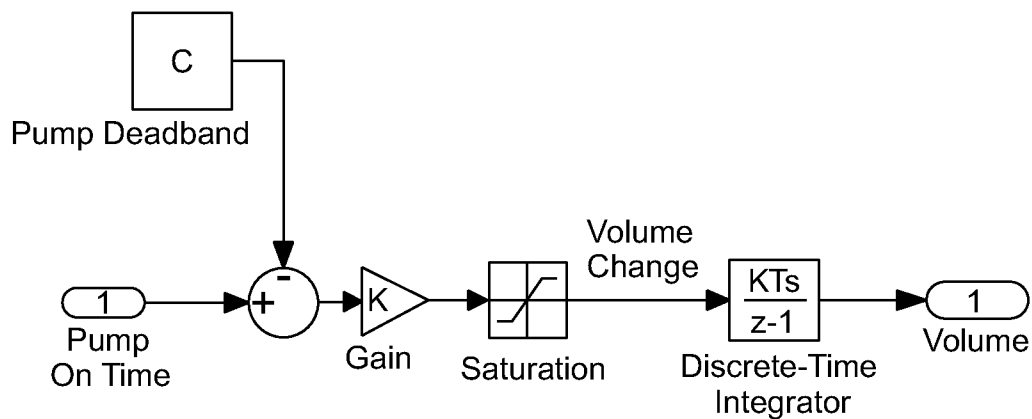 C
Pump Deadband
1
Pump
On Time
+
-
K
Gain
Saturation
Volume
Change
KTs
z-1
Discrete-Time
Integrator
1
Volume